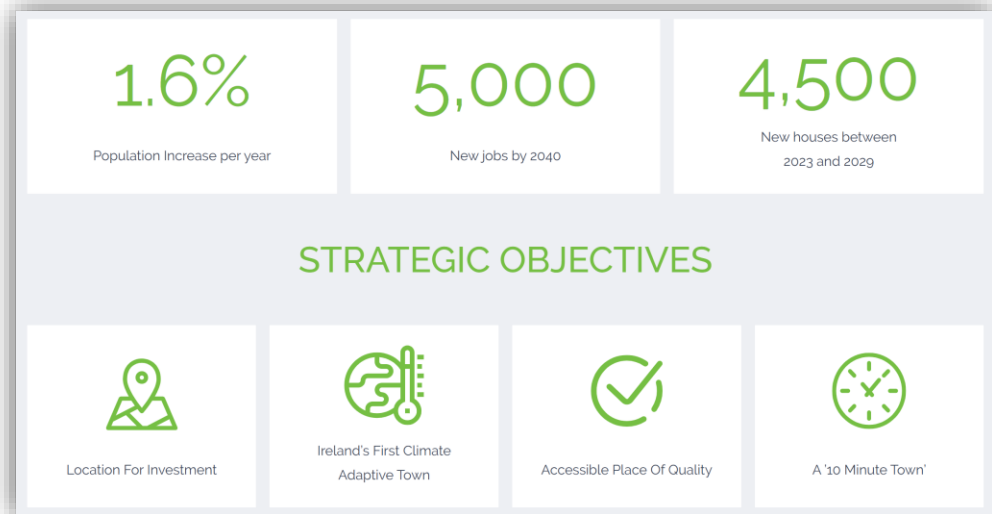 1.6%
Population Increase per year
5,000
New jobs by 2040
4,500
New houses between
2023 and 2029
STRATEGIC OBJECTIVES
Location For Investment
Ireland's First Climate
Adaptive Town
Accessible Place Of Quality
A '10 Minute Town'